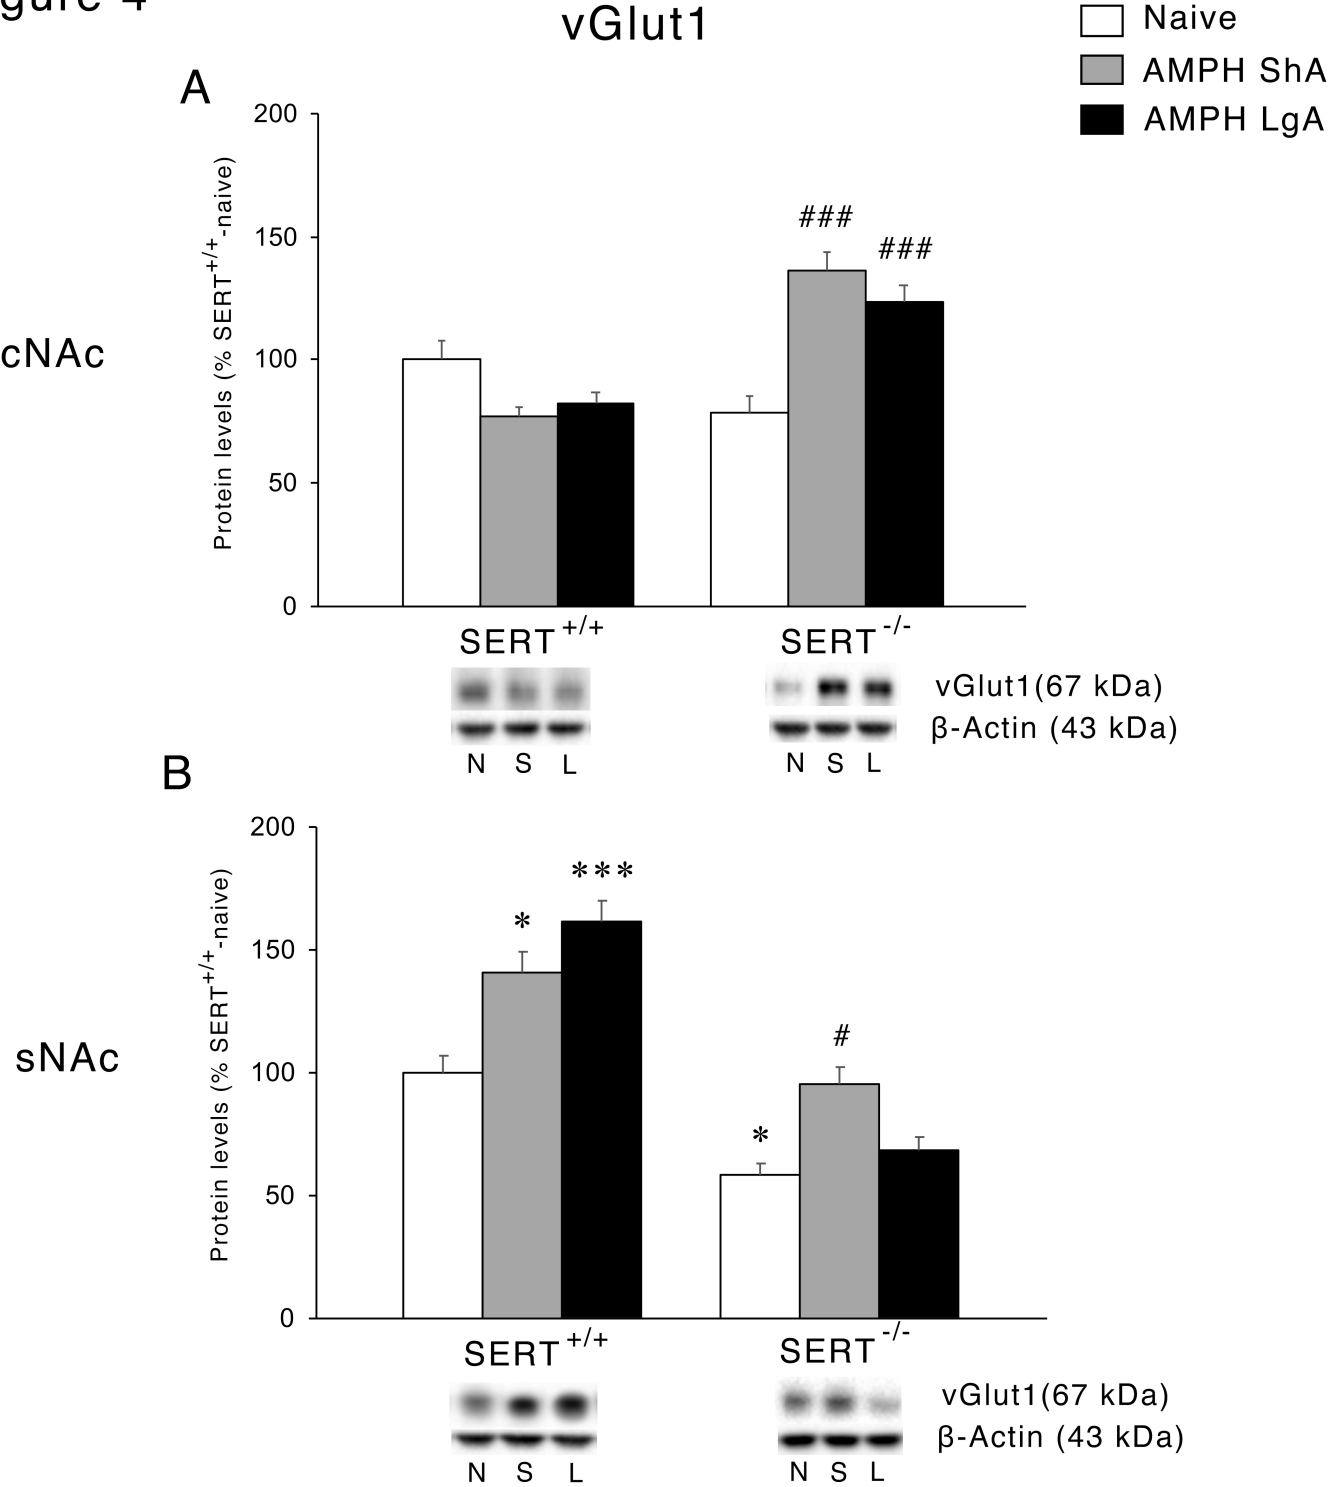 gure 4
vGlut1
Naive
AMPH ShA
AMPH LgA
A
200
150
100
50
0
Protein levels (% SERT+/+-naive)
cNAc
###
###
SERT +/+
SERT -/-
vGlut1(67 kDa)
β-Actin (43 kDa)
N S L
N S L
B
200
150
100
50
0
Protein levels (% SERT+/+-naive)
sNAc
*
***
*
#
SERT +/+
SERT -/-
vGlut1(67 kDa)
β-Actin (43 kDa)
N S L
N S L